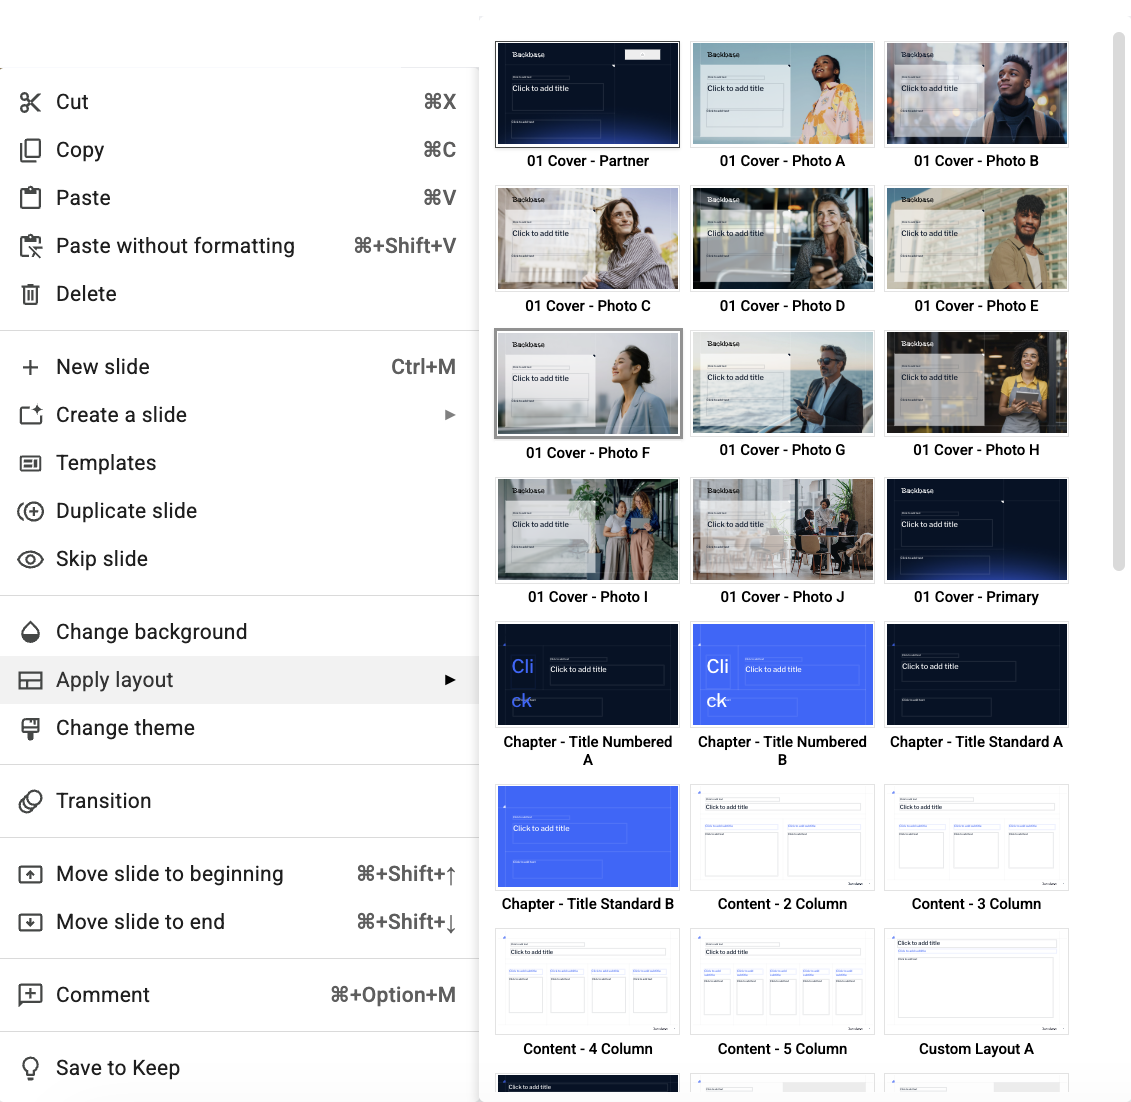 Cut ⌘X
Copy ⌘C
Paste ⌘V
Paste without formatting ⌘+Shift+V
Delete
New slide Ctrl+M
Create a slide
Templates
Duplicate slide
Skip slide
Change background
Apply layout
Change theme
Transition
Move slide to beginning ⌘+Shift+↑
Move slide to end ⌘+Shift+↓
Comment ⌘+Option+M
Save to Keep
Backbase
Click to add title
01 Cover - Partner
Backbase
Click to add title
01 Cover - Photo A
Backbase
Click to add title
01 Cover - Photo B
Backbase
Click to add title
01 Cover - Photo C
Backbase
Click to add title
01 Cover - Photo D
Backbase
Click to add title
01 Cover - Photo E
Backbase
Click to add title
01 Cover - Photo F
Backbase
Click to add title
01 Cover - Photo G
Backbase
Click to add title
01 Cover - Photo H
Backbase
Click to add title
01 Cover - Photo I
Backbase
Click to add title
01 Cover - Photo J
Backbase
Click to add title
01 Cover - Primary
Cli
ck
Click to add title
Chapter - Title Numbered
A
Cli
ck
Click to add title
Chapter - Title Numbered
B
Click to add title
Chapter - Title Standard A
Click to add title
Chapter - Title Standard B
Click to add title
Content - 2 Column
Click to add title
Content - 3 Column
Click to add title
Content - 4 Column
Click to add title
Content - 5 Column
Click to add title
Custom Layout A
Click to add title